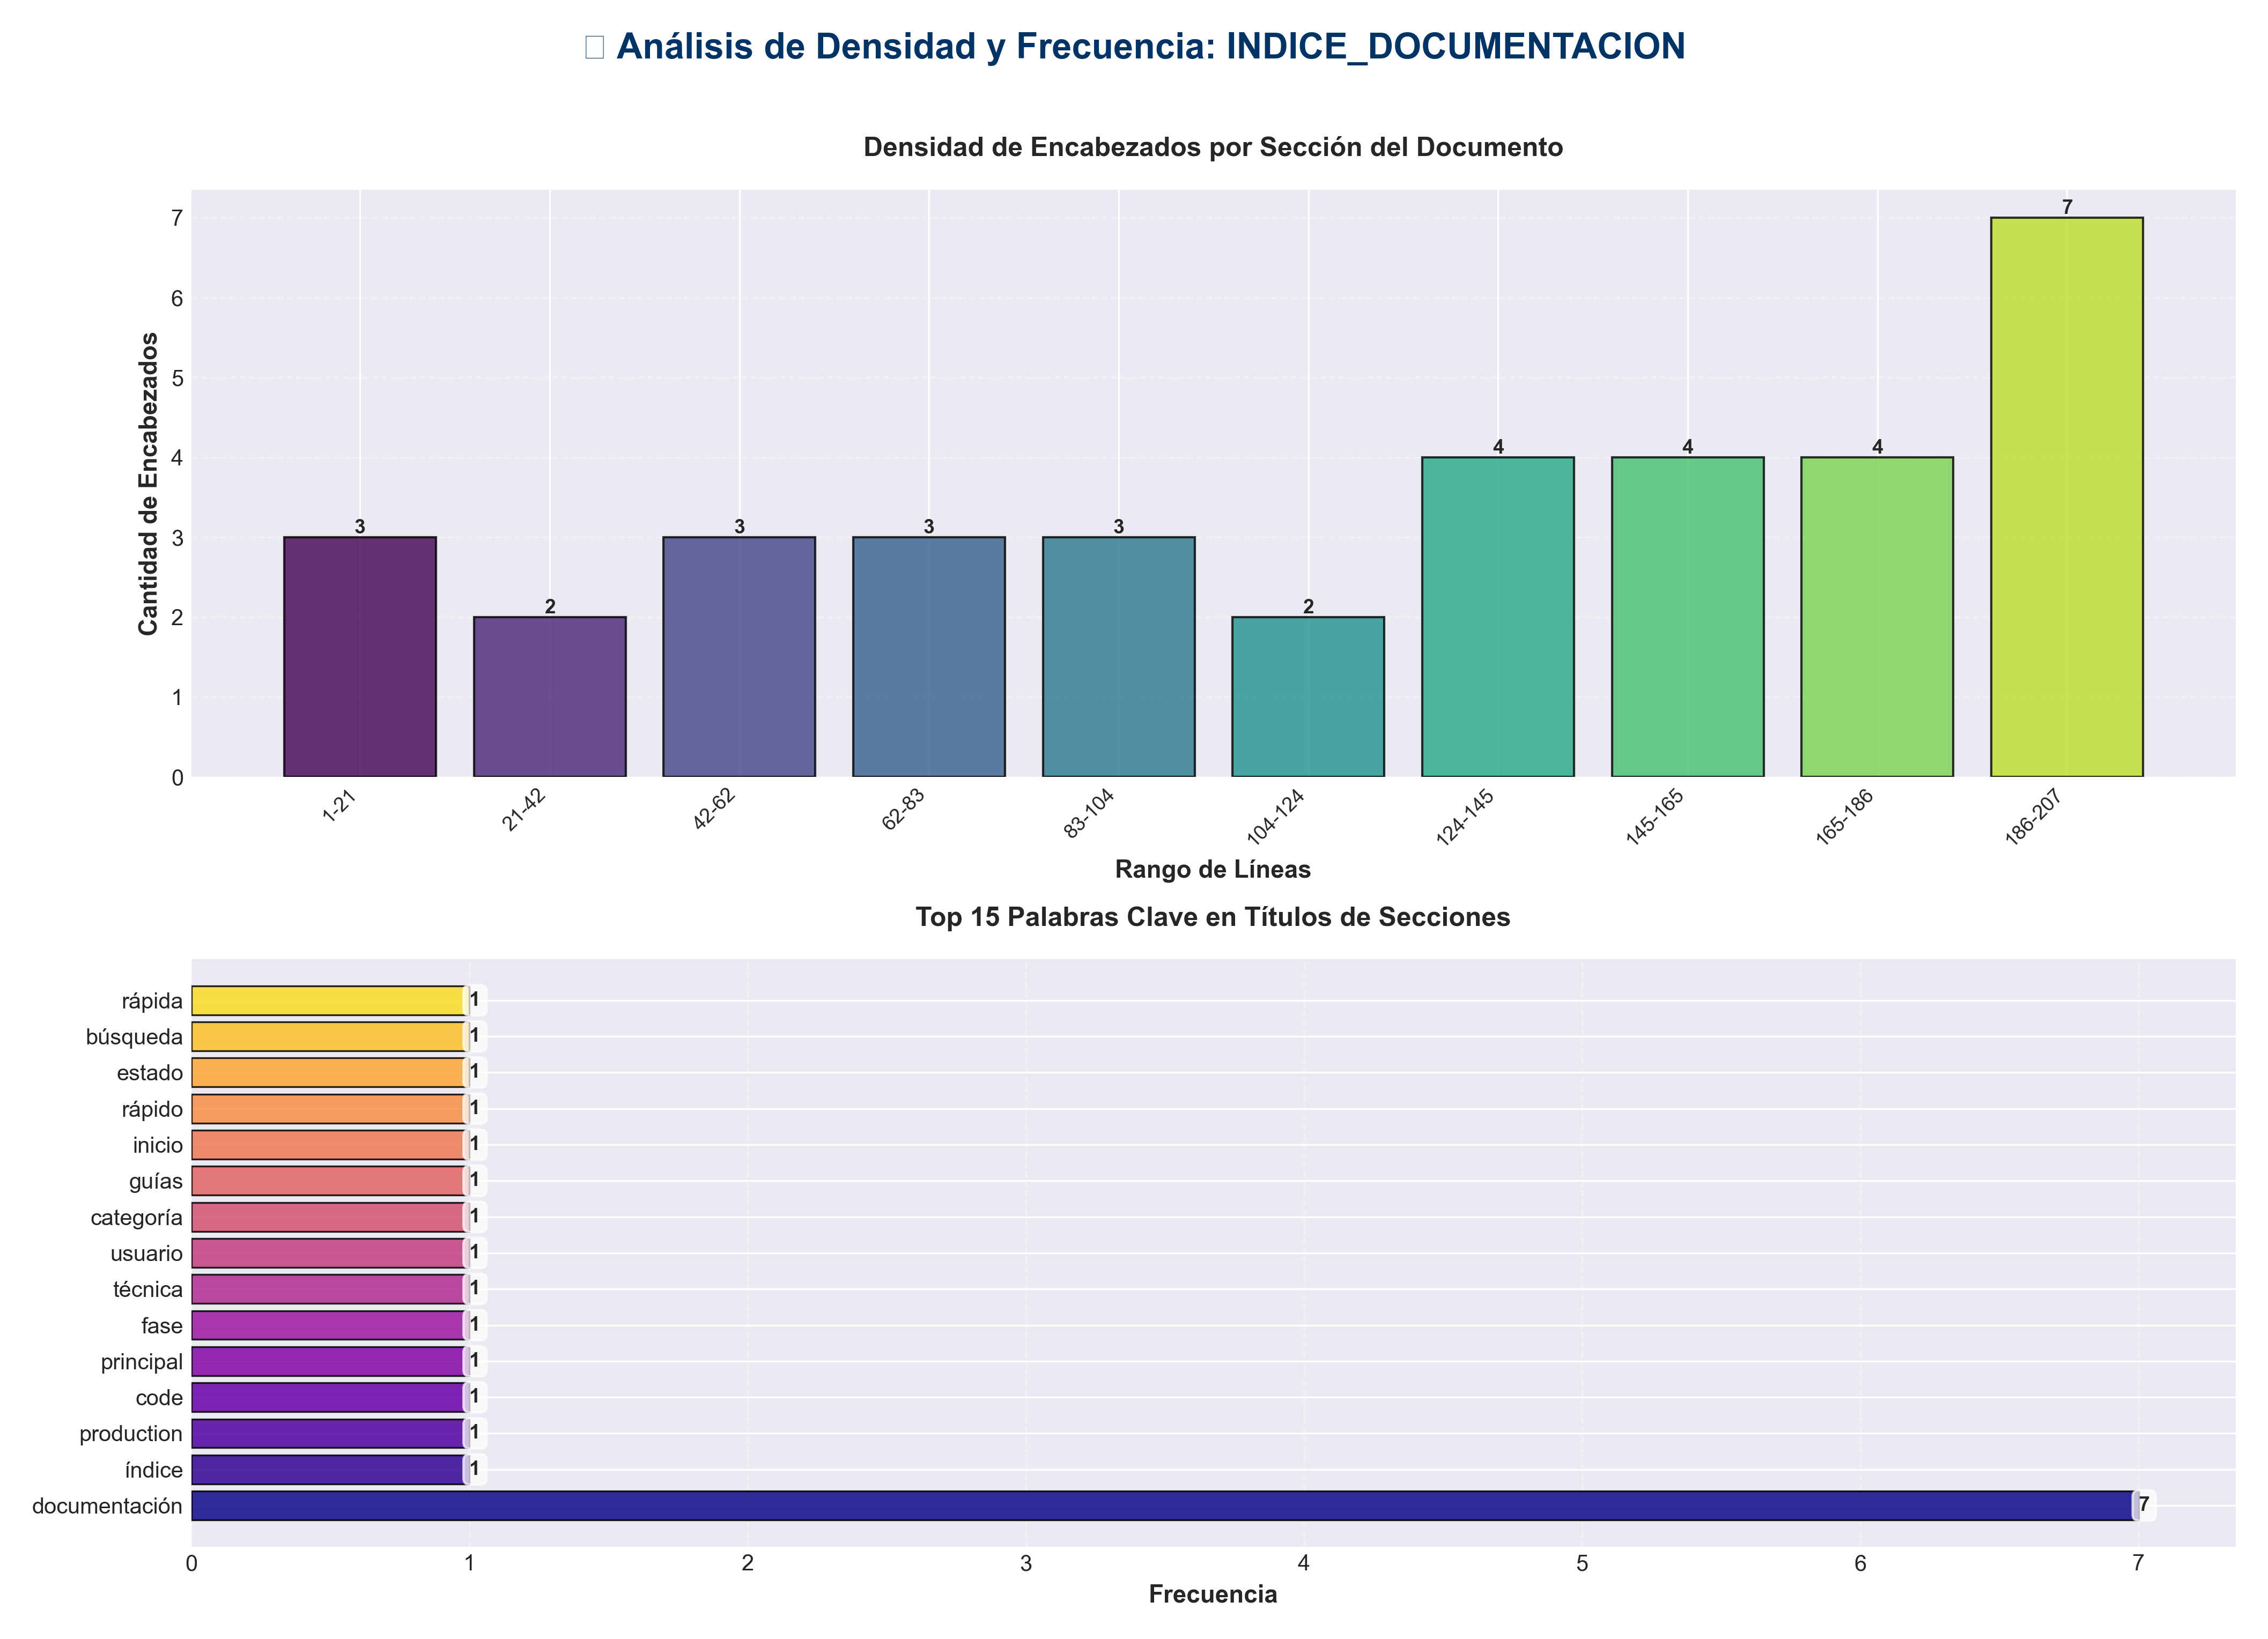 Análisis de Densidad y Frecuencia: INDICE_DOCUMENTACION
Densidad de Encabezados por Sección del Documento
Cantidad de Encabezados
7
6
5
4
3
2
1
0
3
2
3
3
3
2
4
4
4
7
1-21
21-42
42-62
62-83
83-104
104-124
124-145
145-165
165-186
186-207
Rango de Líneas
Top 15 Palabras Clave en Títulos de Secciones
rápida 1
búsqueda 1
estado 1
rápido 1
inicio 1
guías 1
categoría 1
usuario 1
técnica 1
fase 1
principal 1
code 1
production 1
índice 1
documentación 7
0 1 2 3 4 5 6 7
Frecuencia